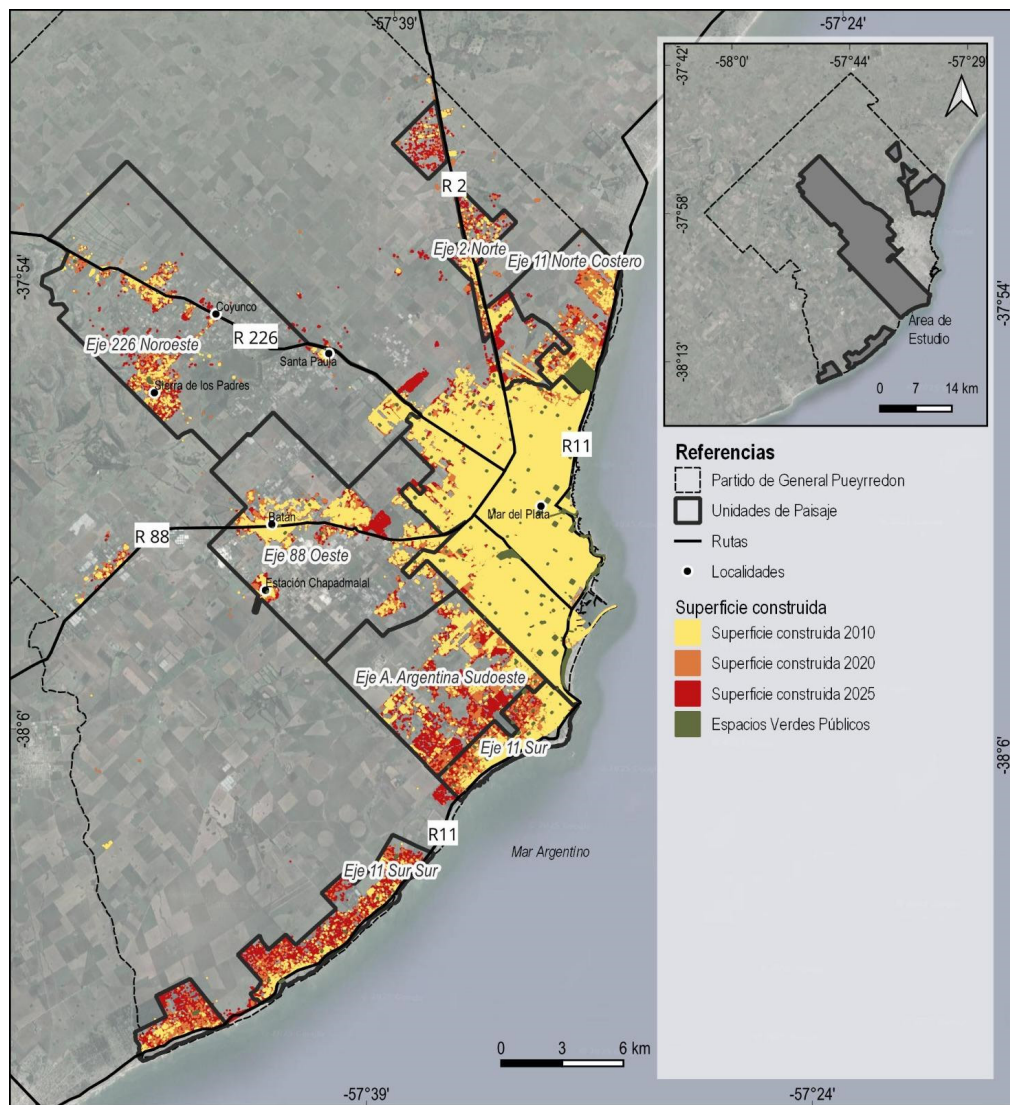 -57°39'
-57°24'
R 2
Eje 2 Norte
Eje 11 Norte Costero
-37°54'
Coyunco
R 226
Eje 226 Noroeste
Santa Paula
Sierra de los Padres
R11
Mar del Plata
Batán
R 88
Eje 88 Oeste
Estación Chapadmalal
Eje A. Argentina Sudoeste
Eje 11 Sur
-38°6'
R11
Mar Argentino
Eje 11 Sur Sur
0 3 6 km
-57°39'
-57°24'
-37°42'
-58°0'
-57°44'
-57°29'
-37°58'
-38°13'
Area de
Estudio
0 7 14 km
-37°54'
Referencias
Partido de General Pueyrredon
Unidades de Paisaje
Rutas
Localidades
Superficie construida
Superficie construida 2010
Superficie construida 2020
Superficie construida 2025
Espacios Verdes Públicos
-38°6'